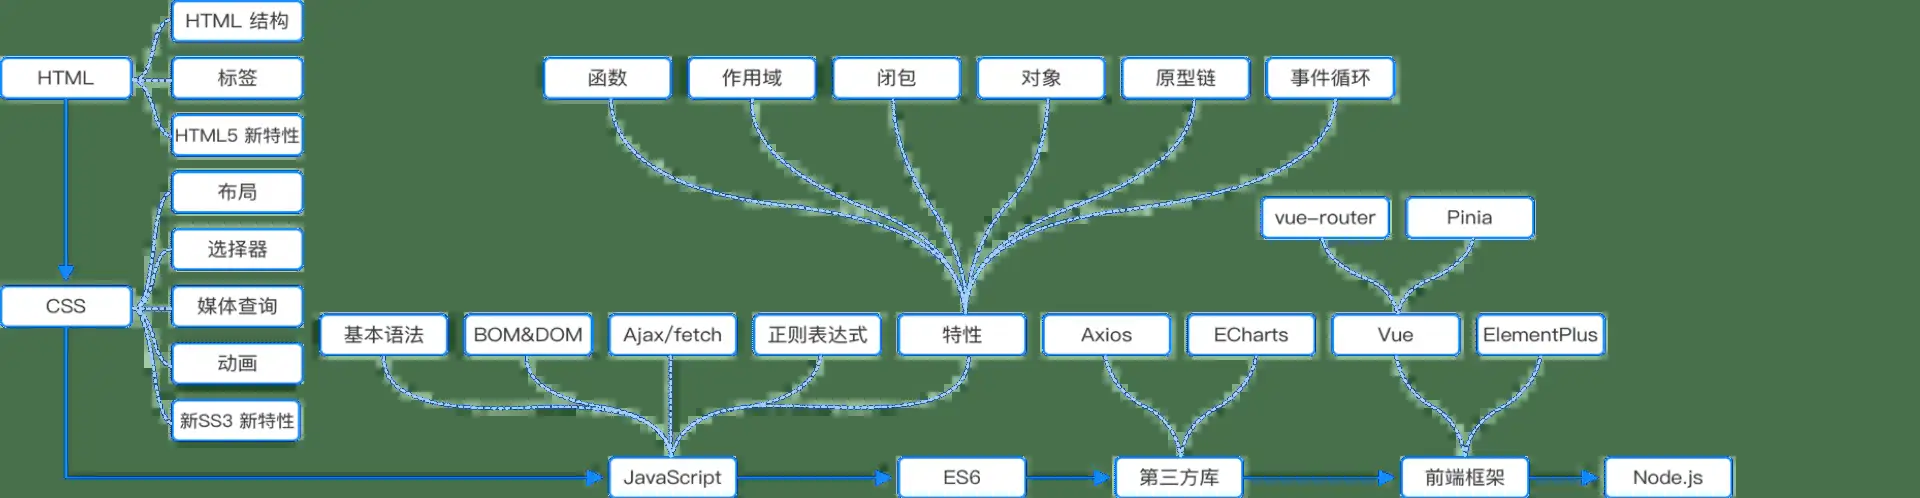 HTML 结构
HTML
标签
HTML5 新特性
函数
作用域
闭包
对象
原型链
事件循环
布局
选择器
CSS
媒体查询
动画
新SS3 新特性
vue-router
Pinia
基本语法
BOM&DOM
Ajax/fetch
正则表达式
特性
Axios
ECharts
Vue
ElementPlus
JavaScript
ES6
第三方库
前端框架
Node.js